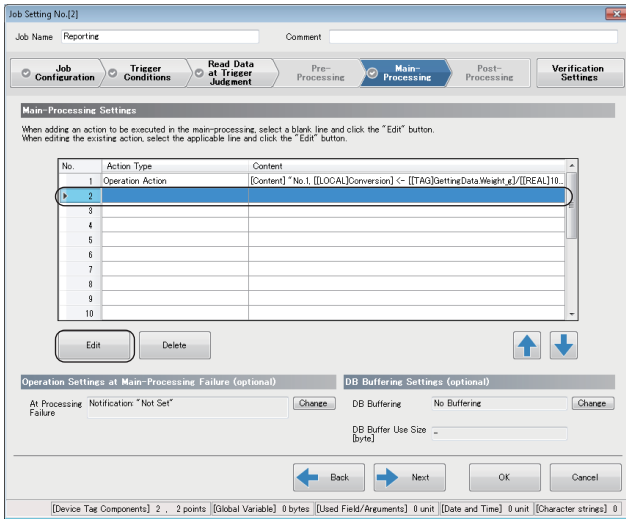 Job Setting No.[2]
Job Name Reporting Comment
Job Configuration
Trigger Conditions
Read Data at Trigger Judgment
Pre-Processing
Main-Processing
Post-Processing
Verification Settings
Main-Processing Settings
When adding an action to be executed in the main-processing, select a blank line and click the "Edit" button.
When editing the existing action, select the applicable line and click the "Edit" button.
No. Action Type Content
1 Operation Action [Content] "No.1, [[LOCAL]Conversion] <- [[TAG]GettingData.Weight_g]/[[REAL]10...
2
3
4
5
6
7
8
9
10
Edit Delete
Operation Settings at Main-Processing Failure (optional)
At Processing Failure Notification: "Not Set" Change
DB Buffering Settings (optional)
DB Buffering No Buffering Change
DB Buffer Use Size [byte] _
Back Next OK Cancel
[Device Tag Components] 2 , 2 points [Global Variable] 0 bytes [Used Field/Arguments] 0 unit [Date and Time] 0 unit [Character strings] 0